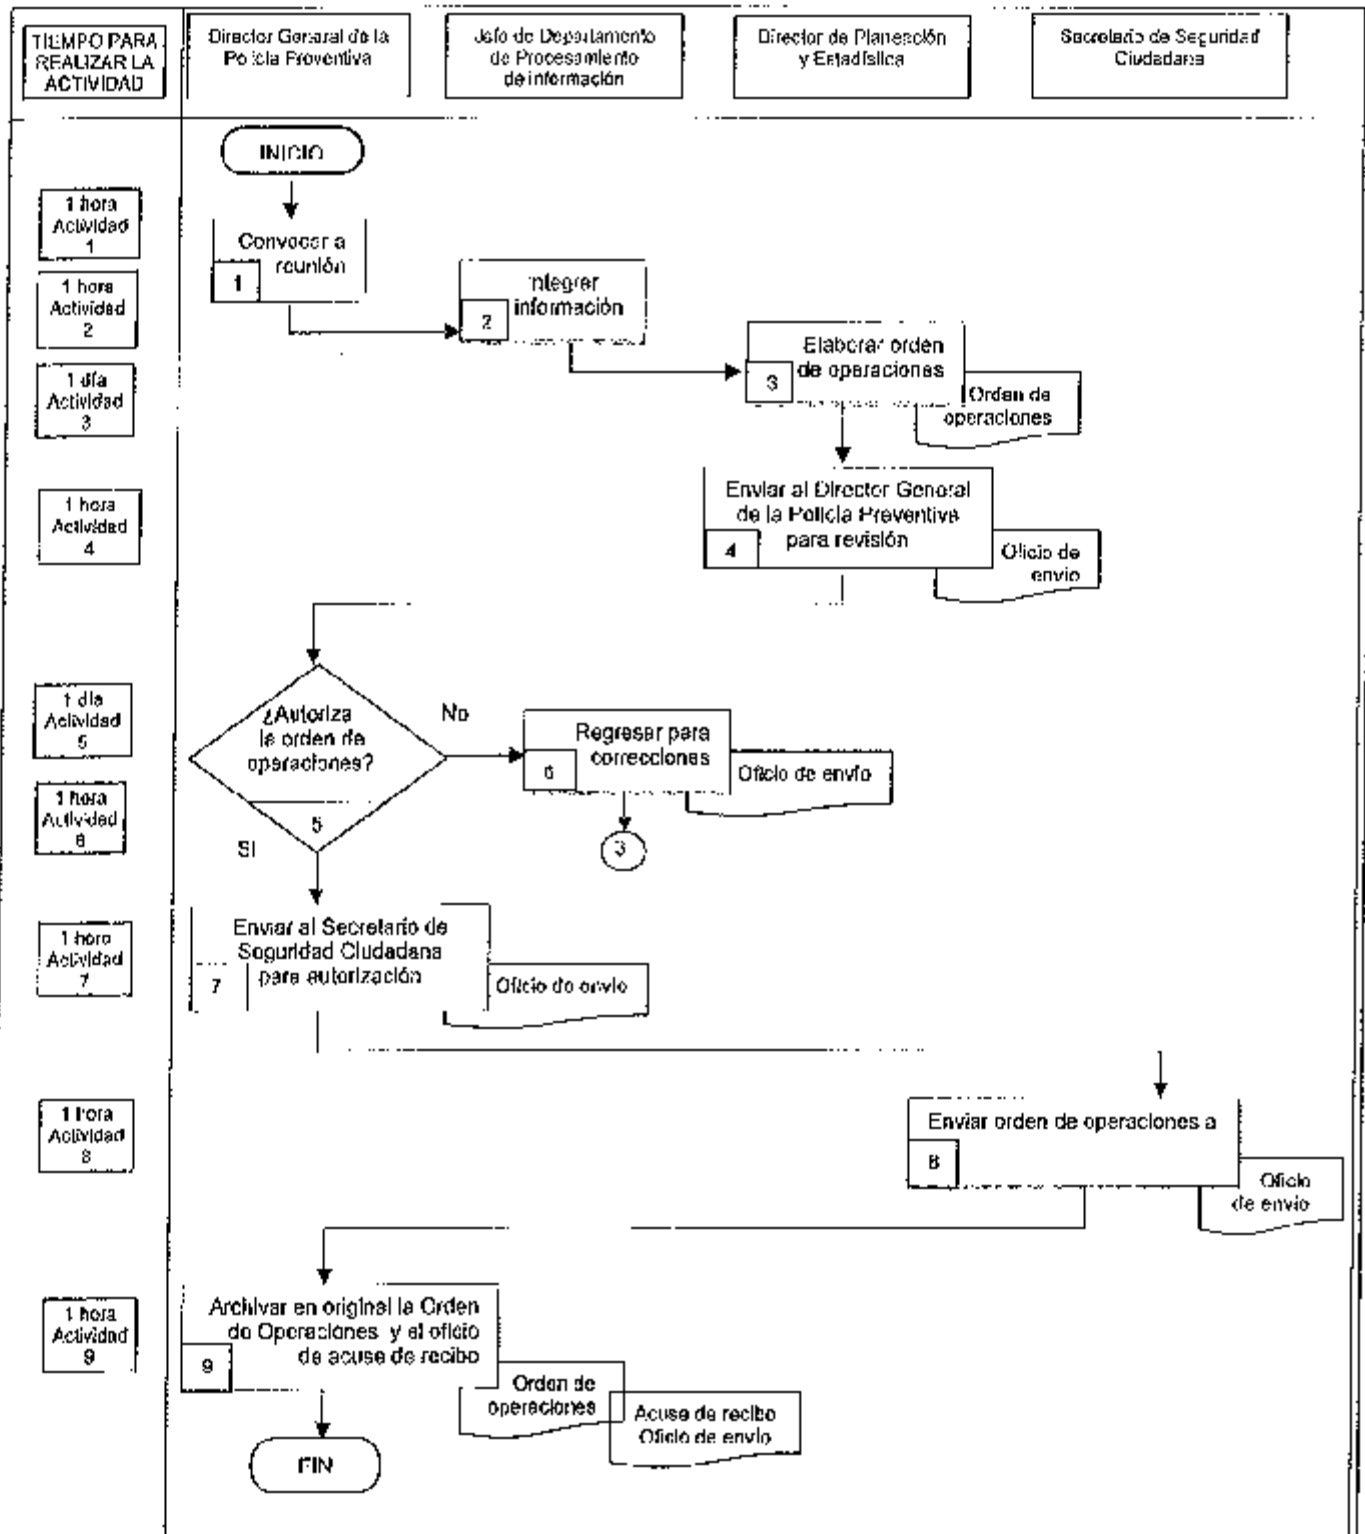 TIEMPO PARA
REALIZAR LA
ACTIVIDAD
Director General de la
Policía Preventiva
Jefe de Departamento
de Procesamiento
de información
Director de Planeación
y Estadística
Secretario de Seguridad
Ciudadana
INICIO
1 hora
Actividad
1
Convocar a
reunión
1
1 hora
Actividad
2
Integrar
información
2
1 día
Actividad
3
Elaborar orden
de operaciones
3
Orden de
operaciones
1 hora
Actividad
4
Enviar al Director General
de la Policía Preventiva
para revisión
4
Oficio de
envío
1 día
Actividad
5
¿Autoriza
la orden de
operaciones?
5
No
SI
1 hora
Actividad
6
Regresar para
correcciones
6
Oficio de envío
3
1 hora
Actividad
7
Enviar al Secretario de
Seguridad Ciudadana
para autorización
7
Oficio de envío
1 hora
Actividad
8
Enviar orden de operaciones a
8
Oficio
de envío
1 hora
Actividad
9
Archivar en original la Orden
de Operaciones y el oficio
de acuse de recibo
9
Orden de
operaciones
Acuse de recibo
Oficio de envío
FIN